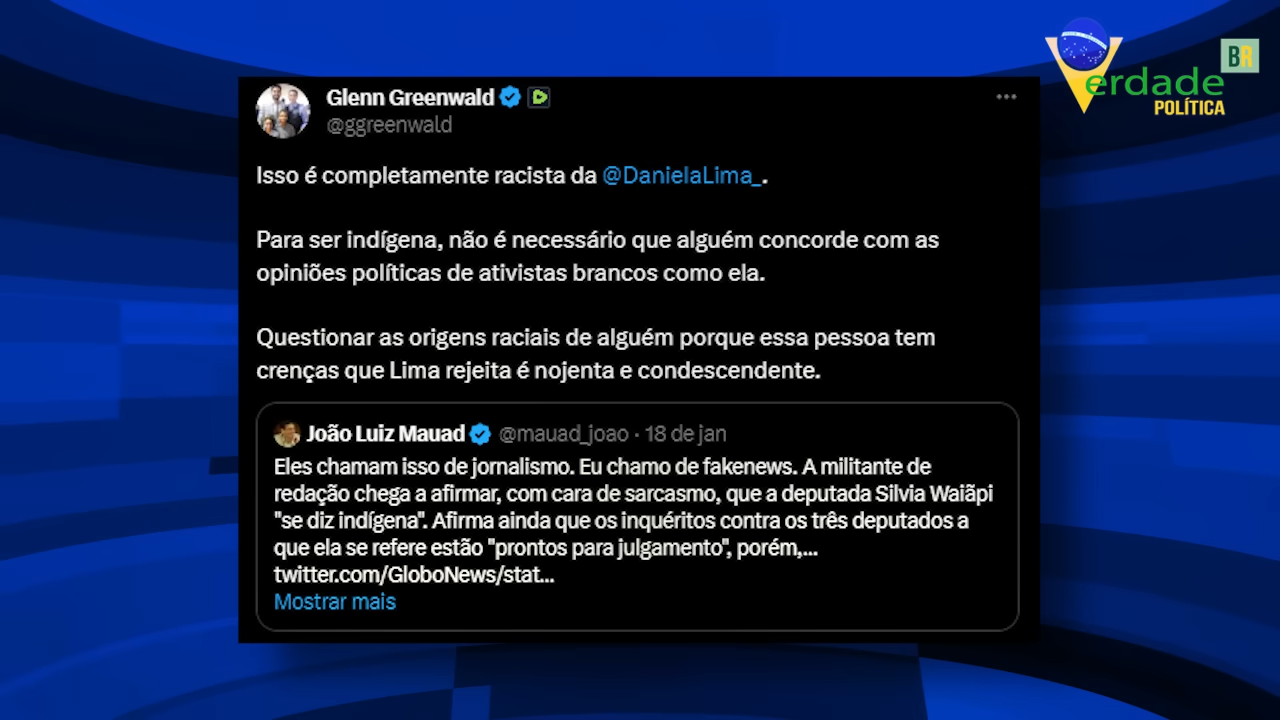 BR
Verdade
POLÍTICA
Glenn Greenwald
@ggreenwald
Isso é completamente racista da @DanielaLima_.
Para ser indígena, não é necessário que alguém concorde com as
opiniões políticas de ativistas brancos como ela.
Questionar as origens raciais de alguém porque essa pessoa tem
crenças que Lima rejeita é nojenta e condescendente.
João Luiz Mauad @mauad_joao · 18 de jan
Eles chamam isso de jornalismo. Eu chamo de fakenews. A militante de
redação chega a afirmar, com cara de sarcasmo, que a deputada Silvia Waiãpi
"se diz indígena". Afirma ainda que os inquéritos contra os três deputados a
que ela se refere estão "prontos para julgamento", porém,...
twitter.com/GloboNews/stat...
Mostrar mais